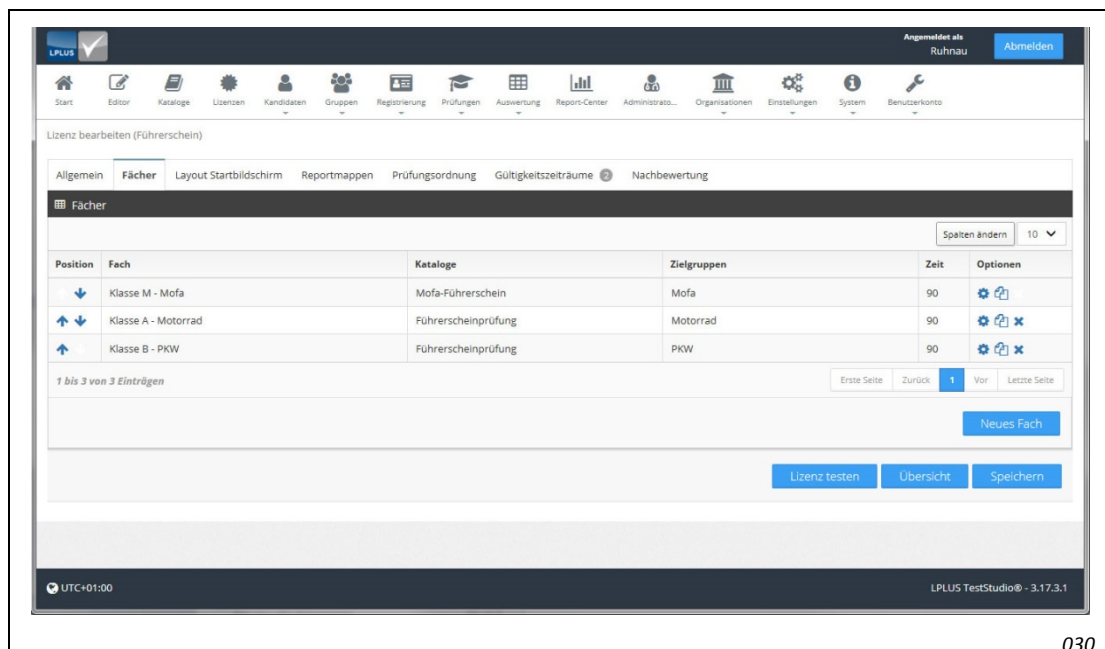 Angemeldet als
LPLUS Ruhnau Abmelden
Start Editor Kataloge Lizenzen Kandidaten Gruppen Registrierung Prüfungen Auswertung Report-Center Administrato... Organisationen Einstellungen System Benutzerkonto
Lizenz bearbeiten (Führerschein)
Allgemein Fächer Layout Startbildschirm Reportmappen Prüfungsordnung Gültigkeitszeiträume 2 Nachbewertung
Fächer
Spalten ändern 10
Position Fach Kataloge Zielgruppen Zeit Optionen
Klasse M - Mofa Mofa-Führerschein Mofa 90
Klasse A - Motorrad Führerscheinprüfung Motorrad 90
Klasse B - PKW Führerscheinprüfung PKW 90
1 bis 3 von 3 Einträgen Erste Seite Zurück 1 Vor Letzte Seite
Neues Fach
Lizenz testen Übersicht Speichern
UTC+01:00 LPLUS TestStudio® - 3.17.3.1
030